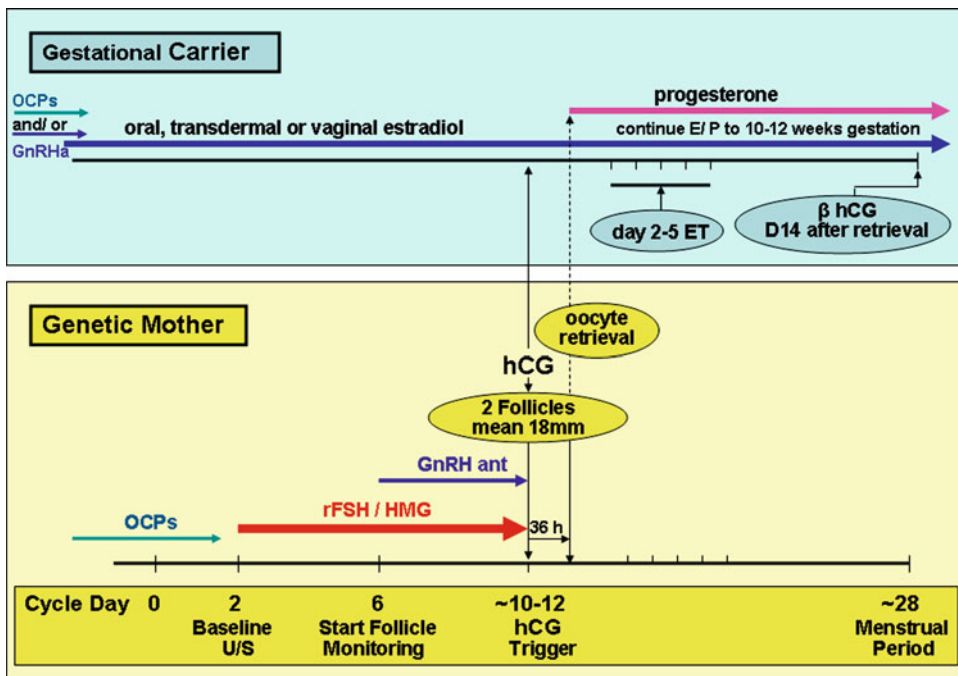 Gestational Carrier
OCPs
and/ or
GnRHa
progesterone
oral, transdermal or vaginal estradiol
continue E/ P to 10-12 weeks gestation
day 2-5 ET
β hCG
D14 after retrieval
Genetic Mother
oocyte
retrieval
hCG
2 Follicles
mean 18mm
GnRH ant
rFSH / HMG
36 h
OCPs
Cycle Day 0 2 6 ~10-12 ~28
Baseline Start Follicle hCG Menstrual
U/S Monitoring Trigger Period